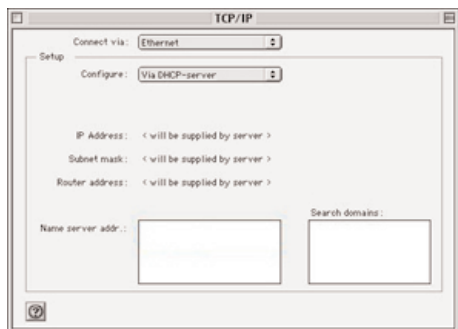 TCP/IP
Connect via: Ethernet
Setup
Configure: Via DHCP-server
IP Address: < will be supplied by server >
Subnet mask: < will be supplied by server >
Router address: < will be supplied by server >
Search domains:
Name server addr.:
?